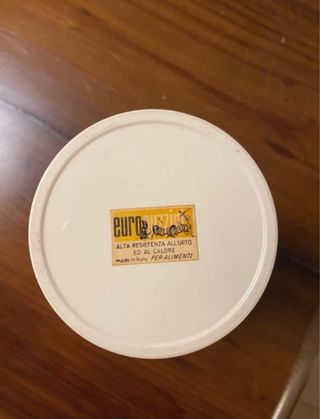 euro
ALTA RESISTENZA ALL'URTO
ED AL CALORE
made in Italy PER ALIMENTI